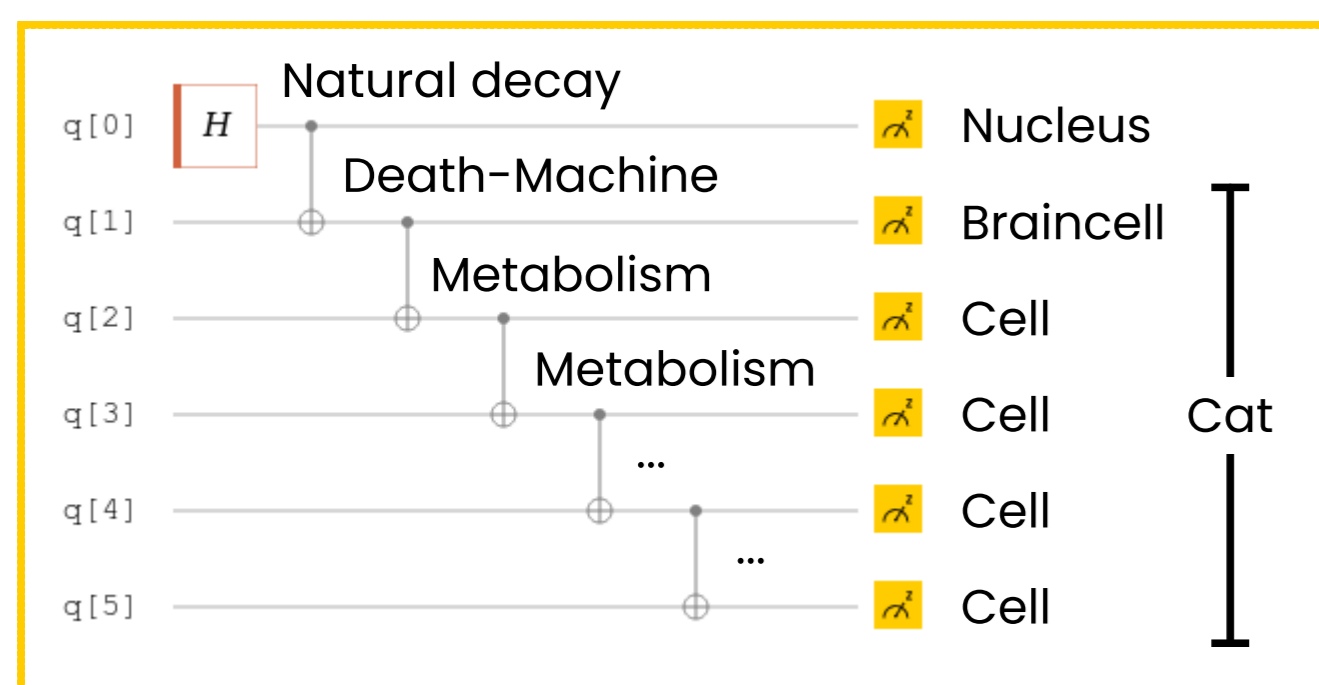 Natural decay
q[0] H z Nucleus
Death-Machine
q[1] z Braincell
Metabolism
q[2] z Cell
Metabolism
q[3] z Cell Cat
...
q[4] z Cell
...
q[5] z Cell